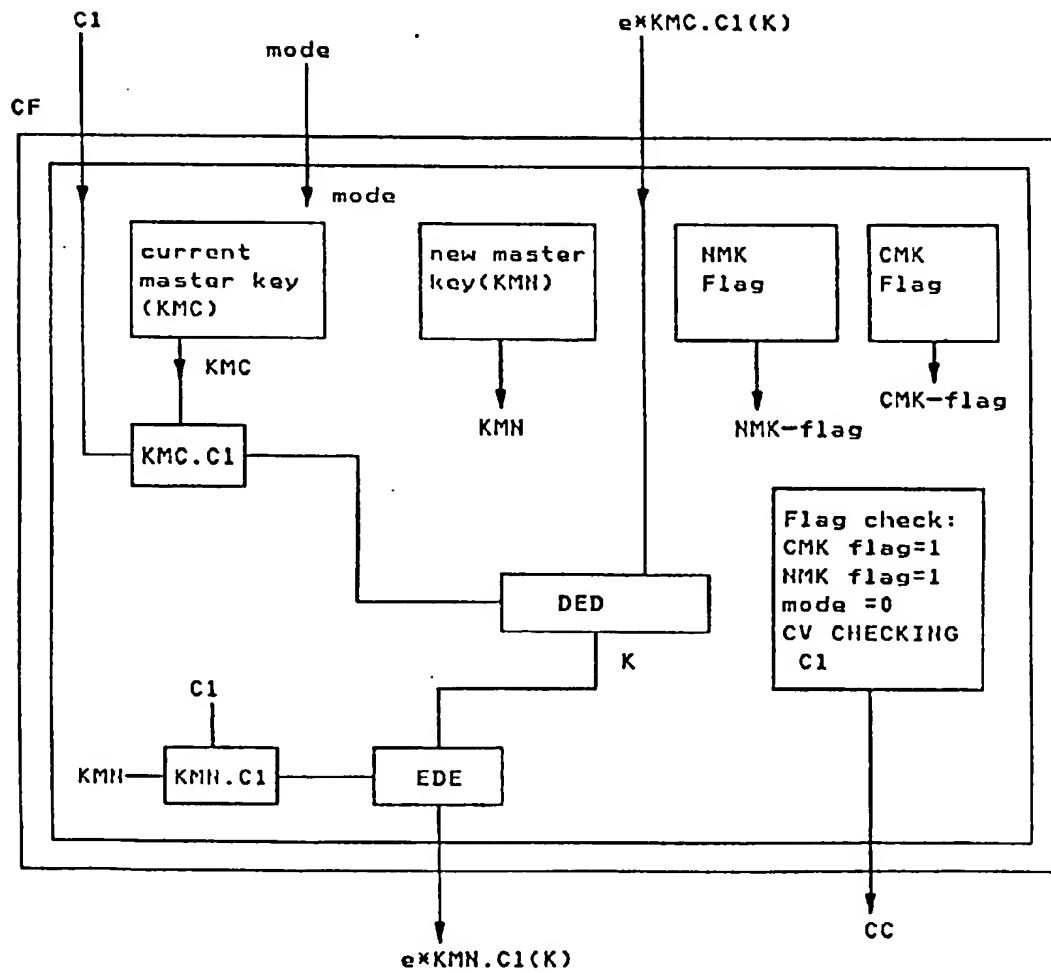 C1
e*KMC.C1(K)
mode
CF
mode
current
master key
(KMC)
new master
key(KMN)
NMK
Flag
CMK
Flag
KMC
KMN
NMK-flag
CMK-flag
KMC.C1
Flag check:
CMK flag=1
NMK flag=1
mode =0
CV CHECKING
C1
DED
K
C1
KMN
KMN.C1
EDE
CC
e*KMN.C1(K)